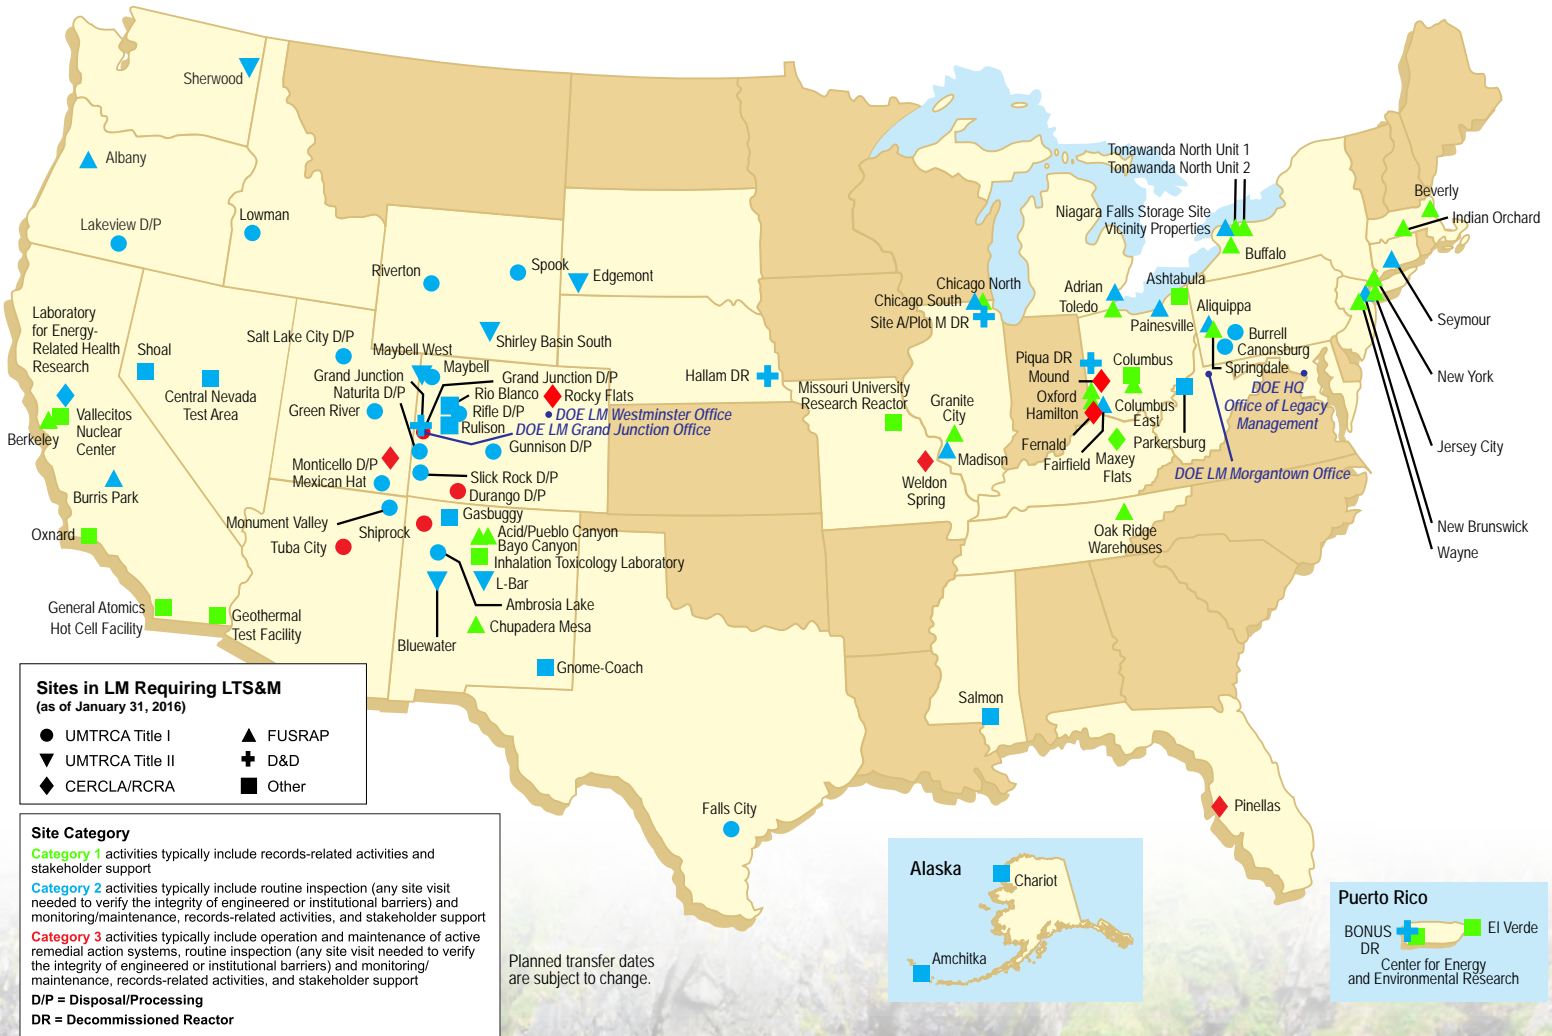 Sherwood
Albany
Lakeview D/P
Lowman
Riverton
Spook
Edgemont
Shirley Basin South
Salt Lake City D/P
Maybell West
Maybell
Grand Junction
Naturita D/P
Green River
Grand Junction D/P
Rio Blanco
Rocky Flats
Rifle D/P
DOE LM Westminster Office
Rulison
DOE LM Grand Junction Office
Gunnison D/P
Monticello D/P
Mexican Hat
Slick Rock D/P
Durango D/P
Monument Valley
Shiprock
Tuba City
Gasbuggy
Acid/Pueblo Canyon
Bayo Canyon
Inhalation Toxicology Laboratory
L-Bar
Ambrosia Lake
Chupadera Mesa
Bluewater
Gnome-Coach
Laboratory
for Energy-
Related Health
Research
Shoal
Central Nevada
Test Area
Vallecitos
Nuclear
Center
Berkeley
Burris Park
Oxnard
General Atomics
Hot Cell Facility
Geothermal
Test Facility
Hallam DR
Falls City
Missouri University
Research Reactor
Granite
City
Madison
Weldon
Spring
Chicago North
Chicago South
Site A/Plot M DR
Adrian
Toledo
Painesville
Ashtabula
Aliquippa
Burrell
Canonsburg
Springdale
Piqua DR
Mound
Oxford
Hamilton
Columbus
Columbus
East
Parkersburg
Fernald
Fairfield
Maxey
Flats
Oak Ridge
Warehouses
Salmon
Pinellas
DOE HQ
Office of Legacy
Management
DOE LM Morgantown Office
Tonawanda North Unit 1
Tonawanda North Unit 2
Niagara Falls Storage Site
Vicinity Properties
Buffalo
Beverly
Indian Orchard
Seymour
New York
Jersey City
New Brunswick
Wayne
Sites in LM Requiring LTS&M
(as of January 31, 2016)
UMTRCA Title I
FUSRAP
UMTRCA Title II
D&D
CERCLA/RCRA
Other
Site Category
Category 1 activities typically include records-related activities and
stakeholder support
Category 2 activities typically include routine inspection (any site visit
needed to verify the integrity of engineered or institutional barriers) and
monitoring/maintenance, records-related activities, and stakeholder support
Category 3 activities typically include operation and maintenance of active
remedial action systems, routine inspection (any site visit needed to verify
the integrity of engineered or institutional barriers) and monitoring/
maintenance, records-related activities, and stakeholder support
D/P = Disposal/Processing
DR = Decommissioned Reactor
Planned transfer dates
are subject to change.
Alaska
Chariot
Amchitka
Puerto Rico
BONUS
DR
El Verde
Center for Energy
and Environmental Research